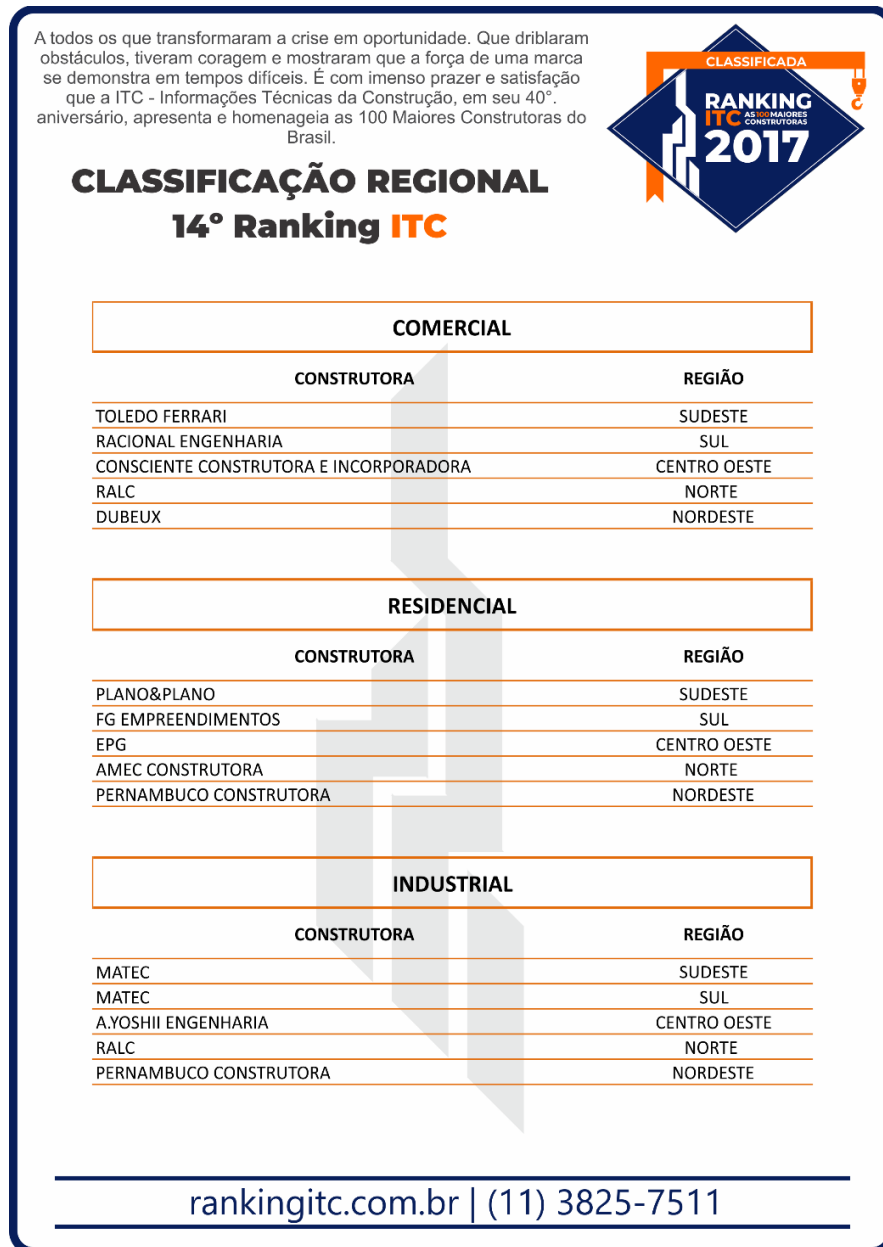 A todos os que transformaram a crise em oportunidade. Que driblaram
obstáculos, tiveram coragem e mostraram que a força de uma marca
se demonstra em tempos difíceis. É com imenso prazer e satisfação
que a ITC - Informações Técnicas da Construção, em seu 40°.
aniversário, apresenta e homenageia as 100 Maiores Construtoras do
Brasil.
CLASSIFICADA
RANKING
ITC AS 100 MAIORES
CONSTRUTORAS
2017
CLASSIFICAÇÃO REGIONAL
14º Ranking ITC
COMERCIAL
CONSTRUTORA REGIÃO
TOLEDO FERRARI SUDESTE
RACIONAL ENGENHARIA SUL
CONSCIENTE CONSTRUTORA E INCORPORADORA CENTRO OESTE
RALC NORTE
DUBEUX NORDESTE
RESIDENCIAL
CONSTRUTORA REGIÃO
PLANO&PLANO SUDESTE
FG EMPREENDIMENTOS SUL
EPG CENTRO OESTE
AMEC CONSTRUTORA NORTE
PERNAMBUCO CONSTRUTORA NORDESTE
INDUSTRIAL
CONSTRUTORA REGIÃO
MATEC SUDESTE
MATEC SUL
A.YOSHII ENGENHARIA CENTRO OESTE
RALC NORTE
PERNAMBUCO CONSTRUTORA NORDESTE
rankingitc.com.br | (11) 3825-7511